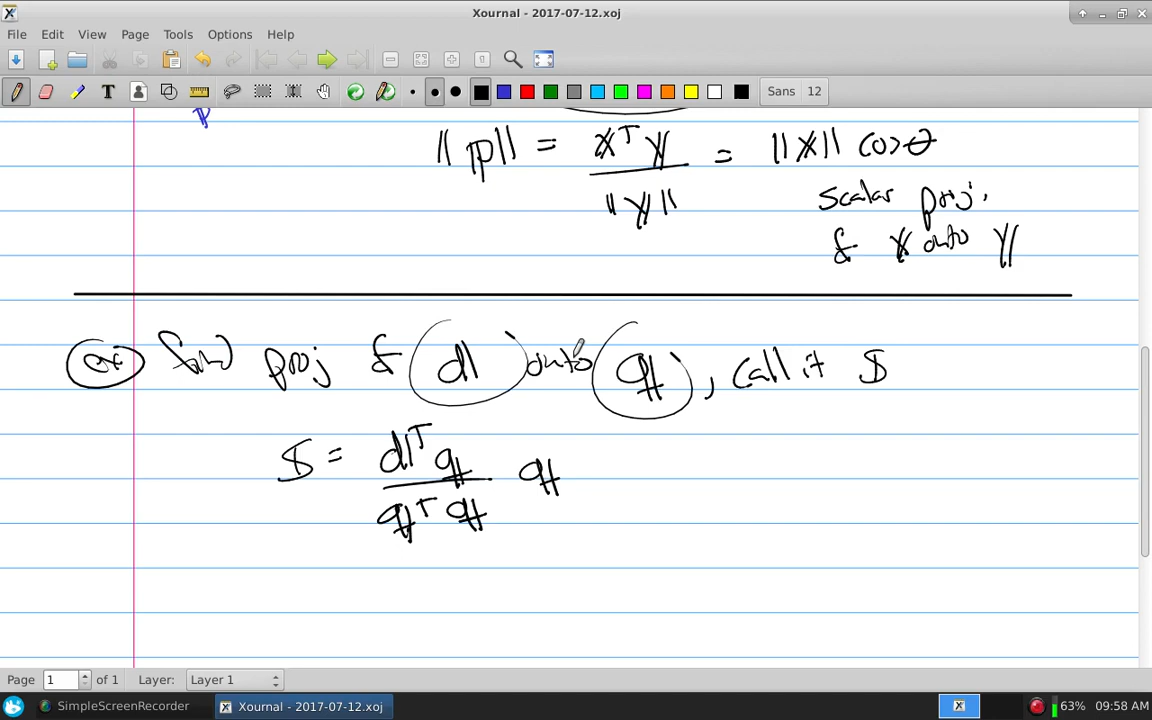 Xournal - 2017-07-12.xoj
File Edit View Page Tools Options Help
Sans 12
p
||p|| = xᵀy / ||y|| = ||x|| cos θ
scalar proj.
of x onto y
ex: find proj of d onto q, call it s
s = dᵀq / qᵀq q
Page 1 of 1 Layer: Layer 1
SimpleScreenRecorder Xournal - 2017-07-12.xoj 63% 09:58 AM